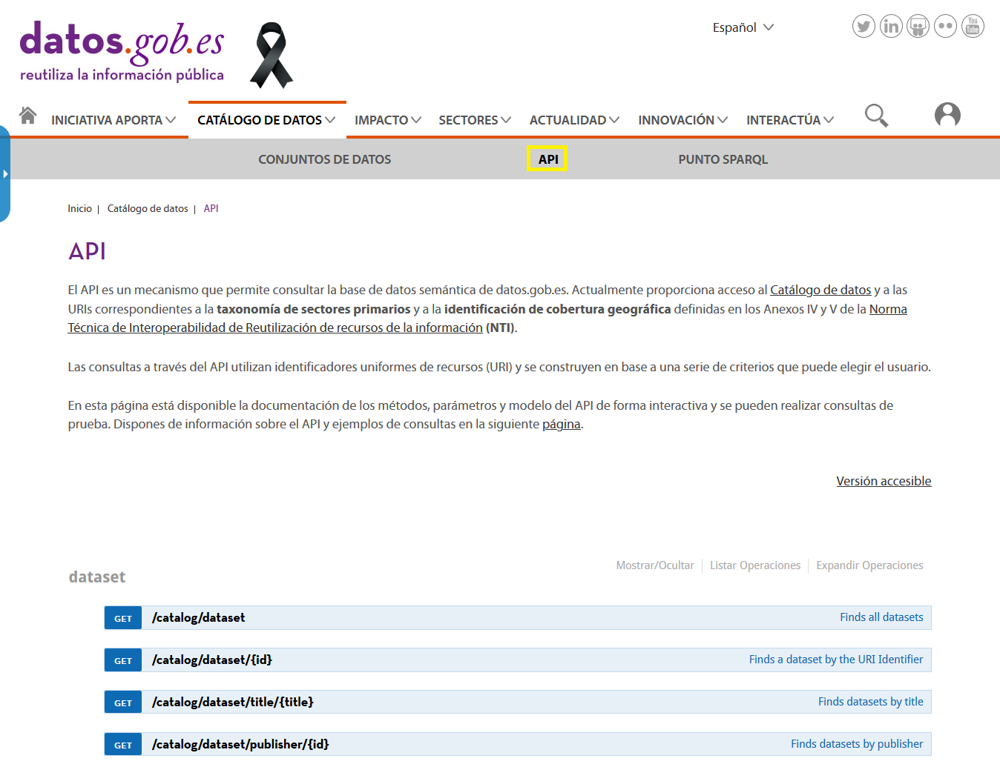 datos.gob.es
reutiliza la información pública
Español
You
Tube
INICIATIVA APORTA
CATÁLOGO DE DATOS
IMPACTO
SECTORES
ACTUALIDAD
INNOVACIÓN
INTERACTÚA
CONJUNTOS DE DATOS
API
PUNTO SPARQL
Inicio | Catálogo de datos | API
API
El API es un mecanismo que permite consultar la base de datos semántica de datos.gob.es. Actualmente proporciona acceso al Catálogo de datos y a las
URIs correspondientes a la taxonomía de sectores primarios y a la identificación de cobertura geográfica definidas en los Anexos IV y V de la Norma
Técnica de Interoperabilidad de Reutilización de recursos de la información (NTI).
Las consultas a través del API utilizan identificadores uniformes de recursos (URI) y se construyen en base a una serie de criterios que puede elegir el usuario.
En esta página está disponible la documentación de los métodos, parámetros y modelo del API de forma interactiva y se pueden realizar consultas de
prueba. Dispones de información sobre el API y ejemplos de consultas en la siguiente página.
Versión accesible
dataset
Mostrar/Ocultar | Listar Operaciones | Expandir Operaciones
GET /catalog/dataset Finds all datasets
GET /catalog/dataset/{id} Finds a dataset by the URI Identifier
GET /catalog/dataset/title/{title} Finds datasets by title
GET /catalog/dataset/publisher/{id} Finds datasets by publisher